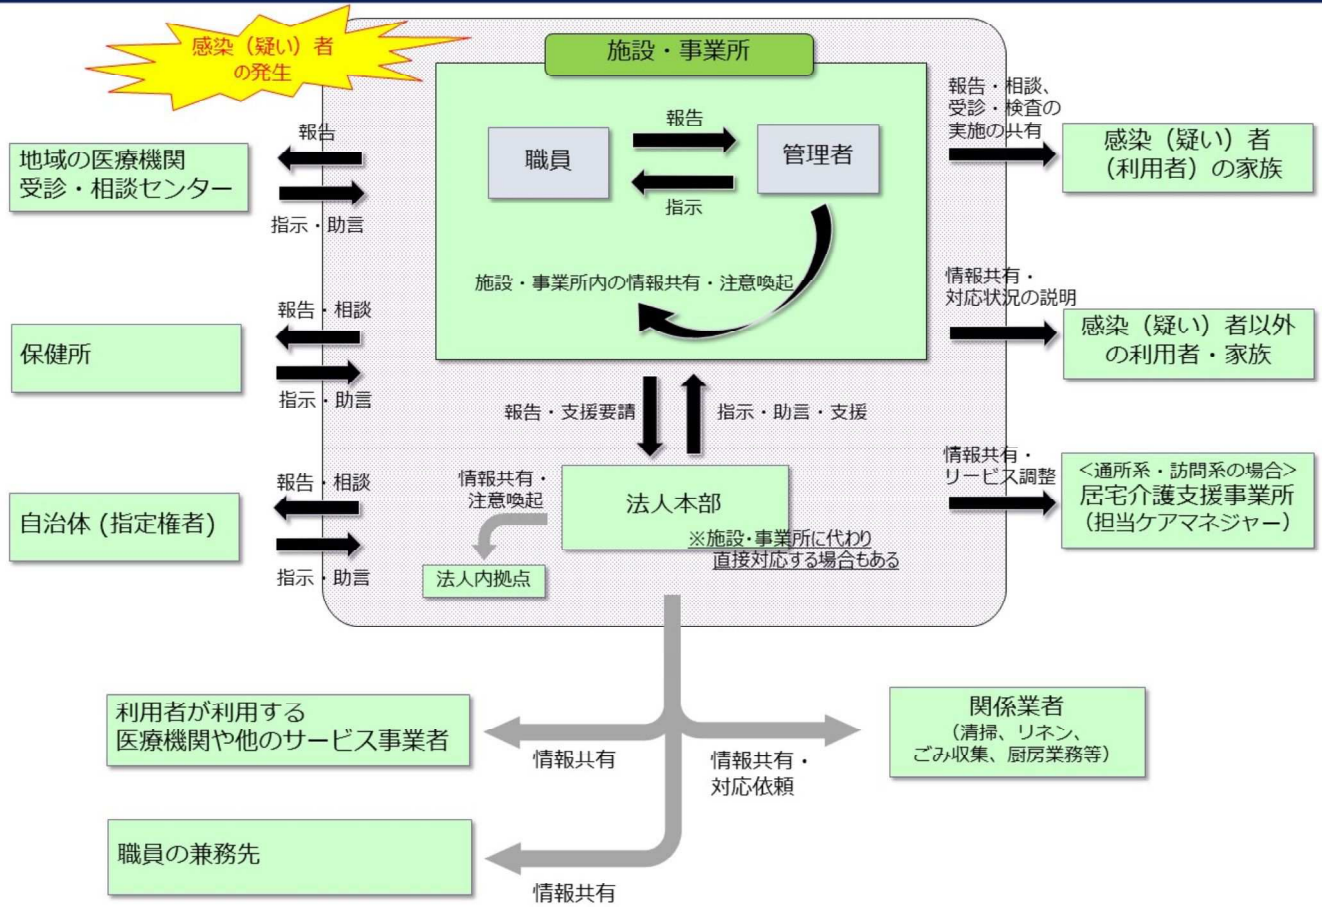 感染（疑い）者
の発生
施設・事業所
職員
報告
管理者
指示
施設・事業所内の情報共有・注意喚起
報告
地域の医療機関
受診・相談センター
指示・助言
報告・相談
保健所
指示・助言
報告・相談
自治体 (指定権者)
指示・助言
報告・相談、
受診・検査の
実施の共有
感染（疑い）者
（利用者）の家族
情報共有・
対応状況の説明
感染（疑い）者以外
の利用者・家族
情報共有・
リービス調整
<通所系・訪問系の場合>
居宅介護支援事業所
（担当ケアマネジャー）
報告・支援要請
指示・助言・支援
情報共有・
注意喚起
法人本部
※施設・事業所に代わり
直接対応する場合もある
法人内拠点
利用者が利用する
医療機関や他のサービス事業者
情報共有
情報共有・
対応依頼
関係業者
（清掃、リネン、
ごみ収集、厨房業務等）
職員の兼務先
情報共有